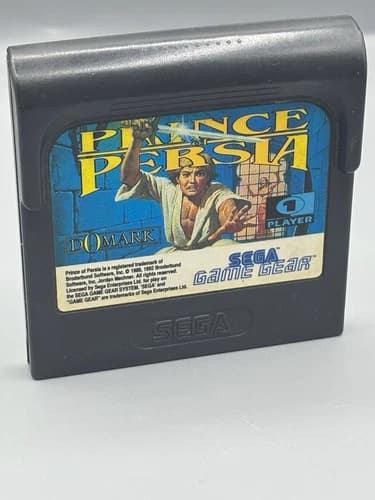 PRINCE
PERSIA
DOMARK
1
PLAYER
Prince of Persia is a registered trademark of
Broderbund Software, Inc. © 1989, 1992 Broderbund
Software, Inc. Jordan Mechner. All rights reserved.
Licensed by Sega Enterprises Ltd. for play on
the SEGA GAME GEAR SYSTEM. "SEGA" and
"GAME GEAR" are trademarks of Sega Enterprises Ltd.
SEGA
GAME GEAR
SEGA